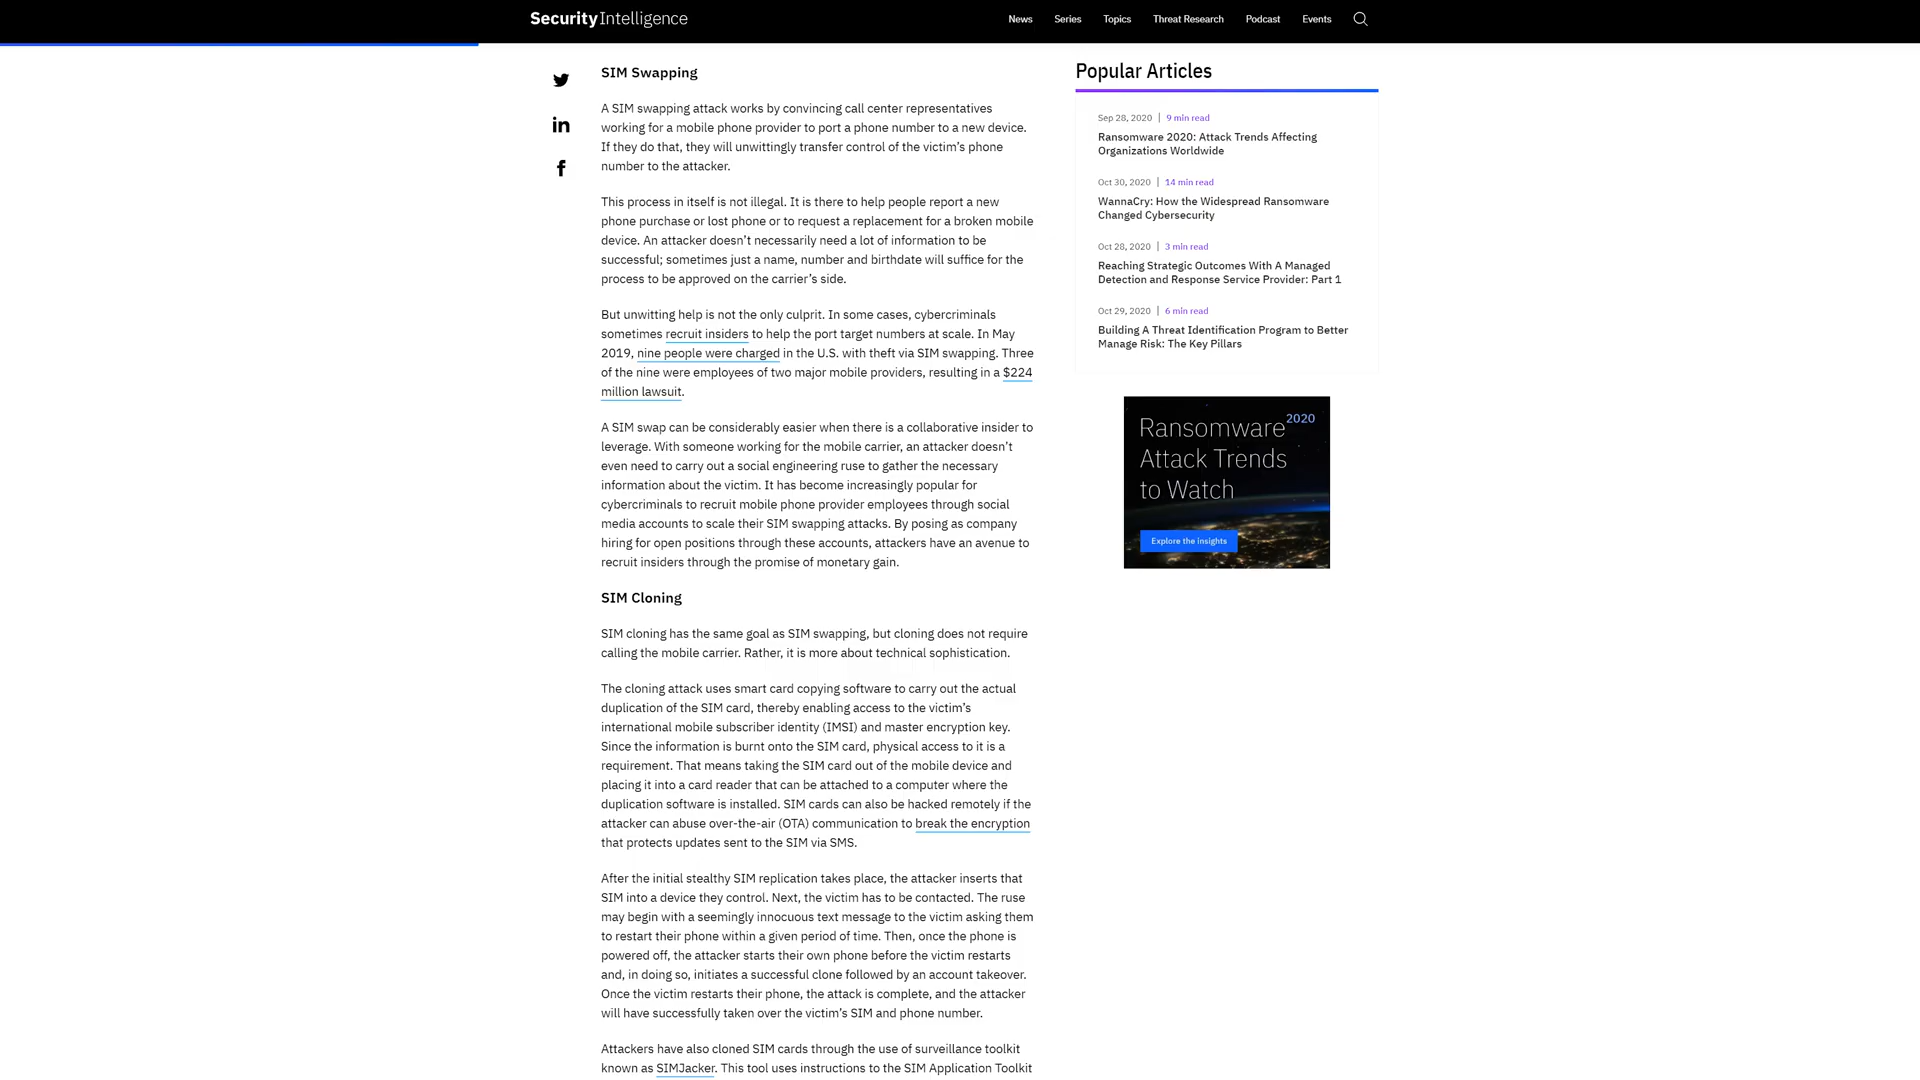 SecurityIntelligence
News Series Topics Threat Research Podcast Events
SIM Swapping
A SIM swapping attack works by convincing call center representatives
working for a mobile phone provider to port a phone number to a new device.
If they do that, they will unwittingly transfer control of the victim’s phone
number to the attacker.
This process in itself is not illegal. It is there to help people report a new
phone purchase or lost phone or to request a replacement for a broken mobile
device. An attacker doesn’t necessarily need a lot of information to be
successful; sometimes just a name, number and birthdate will suffice for the
process to be approved on the carrier’s side.
But unwitting help is not the only culprit. In some cases, cybercriminals
sometimes recruit insiders to help the port target numbers at scale. In May
2019, nine people were charged in the U.S. with theft via SIM swapping. Three
of the nine were employees of two major mobile providers, resulting in a $224
million lawsuit.
A SIM swap can be considerably easier when there is a collaborative insider to
leverage. With someone working for the mobile carrier, an attacker doesn’t
even need to carry out a social engineering ruse to gather the necessary
information about the victim. It has become increasingly popular for
cybercriminals to recruit mobile phone provider employees through social
media accounts to scale their SIM swapping attacks. By posing as company
hiring for open positions through these accounts, attackers have an avenue to
recruit insiders through the promise of monetary gain.
SIM Cloning
SIM cloning has the same goal as SIM swapping, but cloning does not require
calling the mobile carrier. Rather, it is more about technical sophistication.
The cloning attack uses smart card copying software to carry out the actual
duplication of the SIM card, thereby enabling access to the victim’s
international mobile subscriber identity (IMSI) and master encryption key.
Since the information is burnt onto the SIM card, physical access to it is a
requirement. That means taking the SIM card out of the mobile device and
placing it into a card reader that can be attached to a computer where the
duplication software is installed. SIM cards can also be hacked remotely if the
attacker can abuse over-the-air (OTA) communication to break the encryption
that protects updates sent to the SIM via SMS.
After the initial stealthy SIM replication takes place, the attacker inserts that
SIM into a device they control. Next, the victim has to be contacted. The ruse
may begin with a seemingly innocuous text message to the victim asking them
to restart their phone within a given period of time. Then, once the phone is
powered off, the attacker starts their own phone before the victim restarts
and, in doing so, initiates a successful clone followed by an account takeover.
Once the victim restarts their phone, the attack is complete, and the attacker
will have successfully taken over the victim’s SIM and phone number.
Attackers have also cloned SIM cards through the use of surveillance toolkit
known as SIMJacker. This tool uses instructions to the SIM Application Toolkit
Popular Articles
Sep 28, 2020 | 9 min read
Ransomware 2020: Attack Trends Affecting
Organizations Worldwide
Oct 30, 2020 | 14 min read
WannaCry: How the Widespread Ransomware
Changed Cybersecurity
Oct 28, 2020 | 3 min read
Reaching Strategic Outcomes With A Managed
Detection and Response Service Provider: Part 1
Oct 29, 2020 | 6 min read
Building A Threat Identification Program to Better
Manage Risk: The Key Pillars
Ransomware 2020
Attack Trends
to Watch
Explore the insights